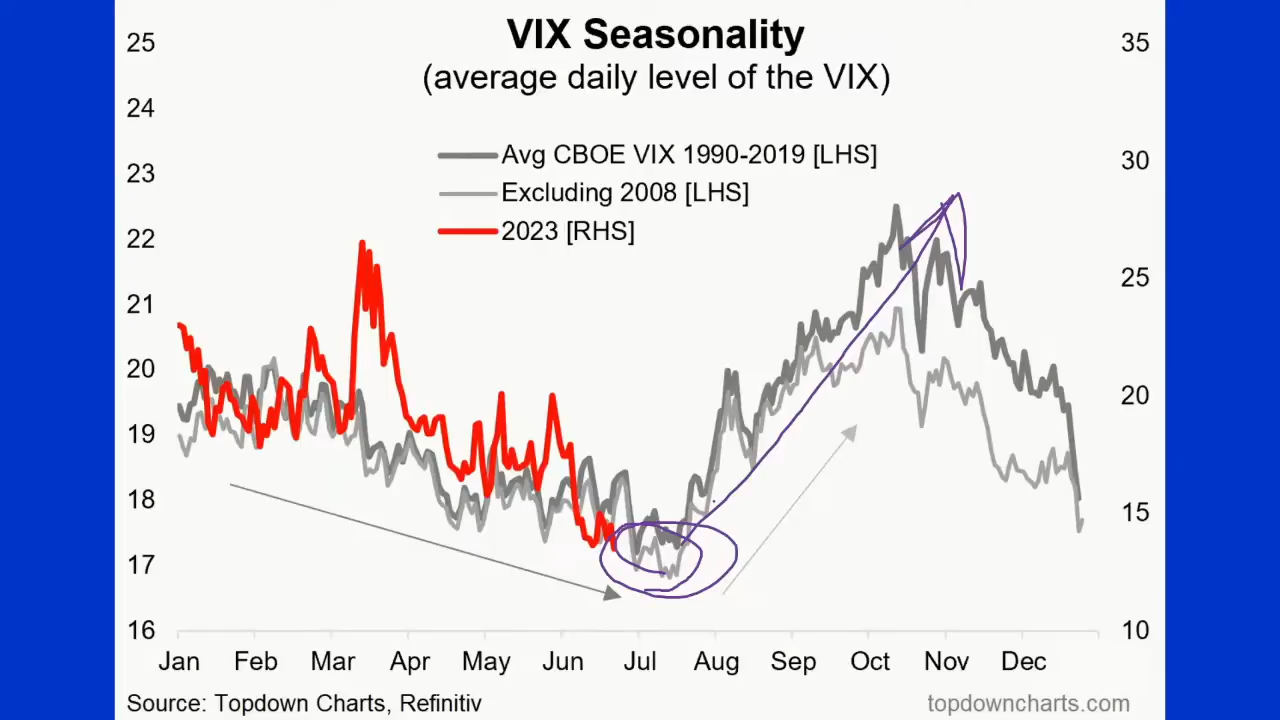 VIX Seasonality
(average daily level of the VIX)
25
24
23
22
21
20
19
18
17
16
35
30
25
20
15
10
Avg CBOE VIX 1990-2019 [LHS]
Excluding 2008 [LHS]
2023 [RHS]
Jan Feb Mar Apr May Jun Jul Aug Sep Oct Nov Dec
Source: Topdown Charts, Refinitiv
topdowncharts.com